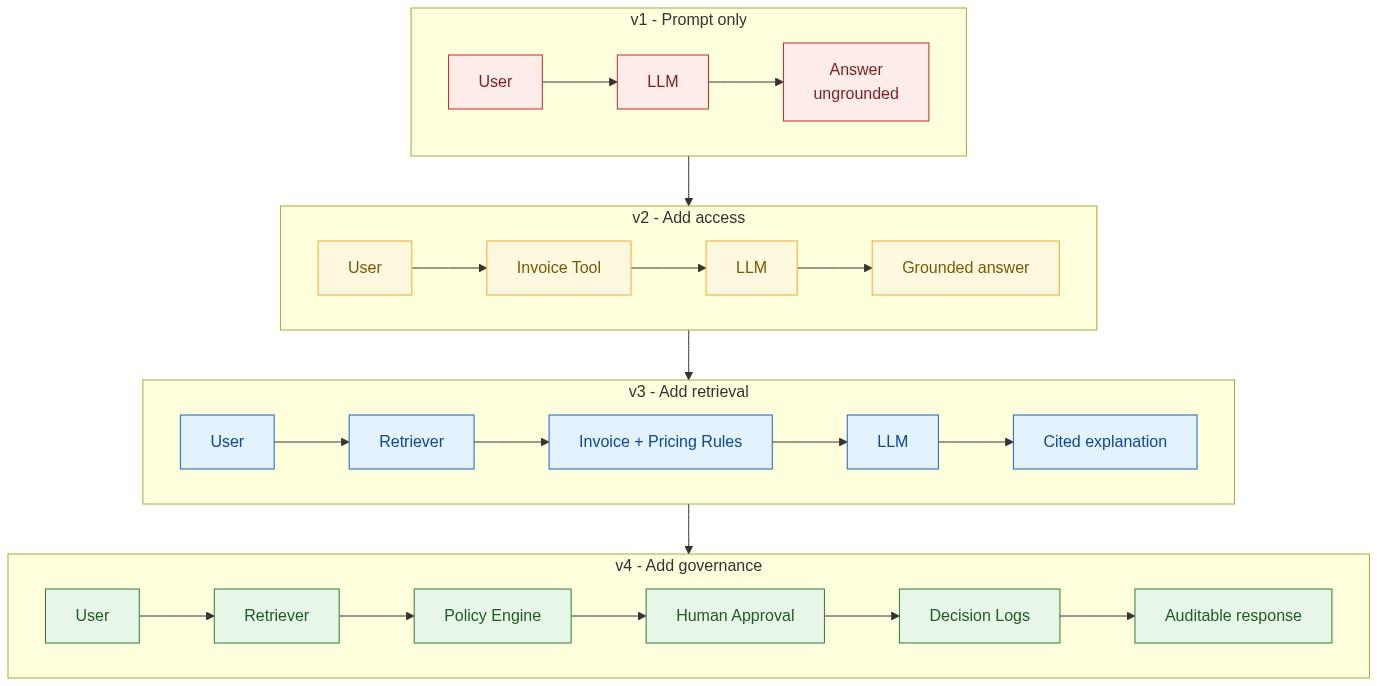 v1 - Prompt only
User
LLM
Answer
ungrounded
v2 - Add access
User
Invoice Tool
LLM
Grounded answer
v3 - Add retrieval
User
Retriever
Invoice + Pricing Rules
LLM
Cited explanation
v4 - Add governance
User
Retriever
Policy Engine
Human Approval
Decision Logs
Auditable response